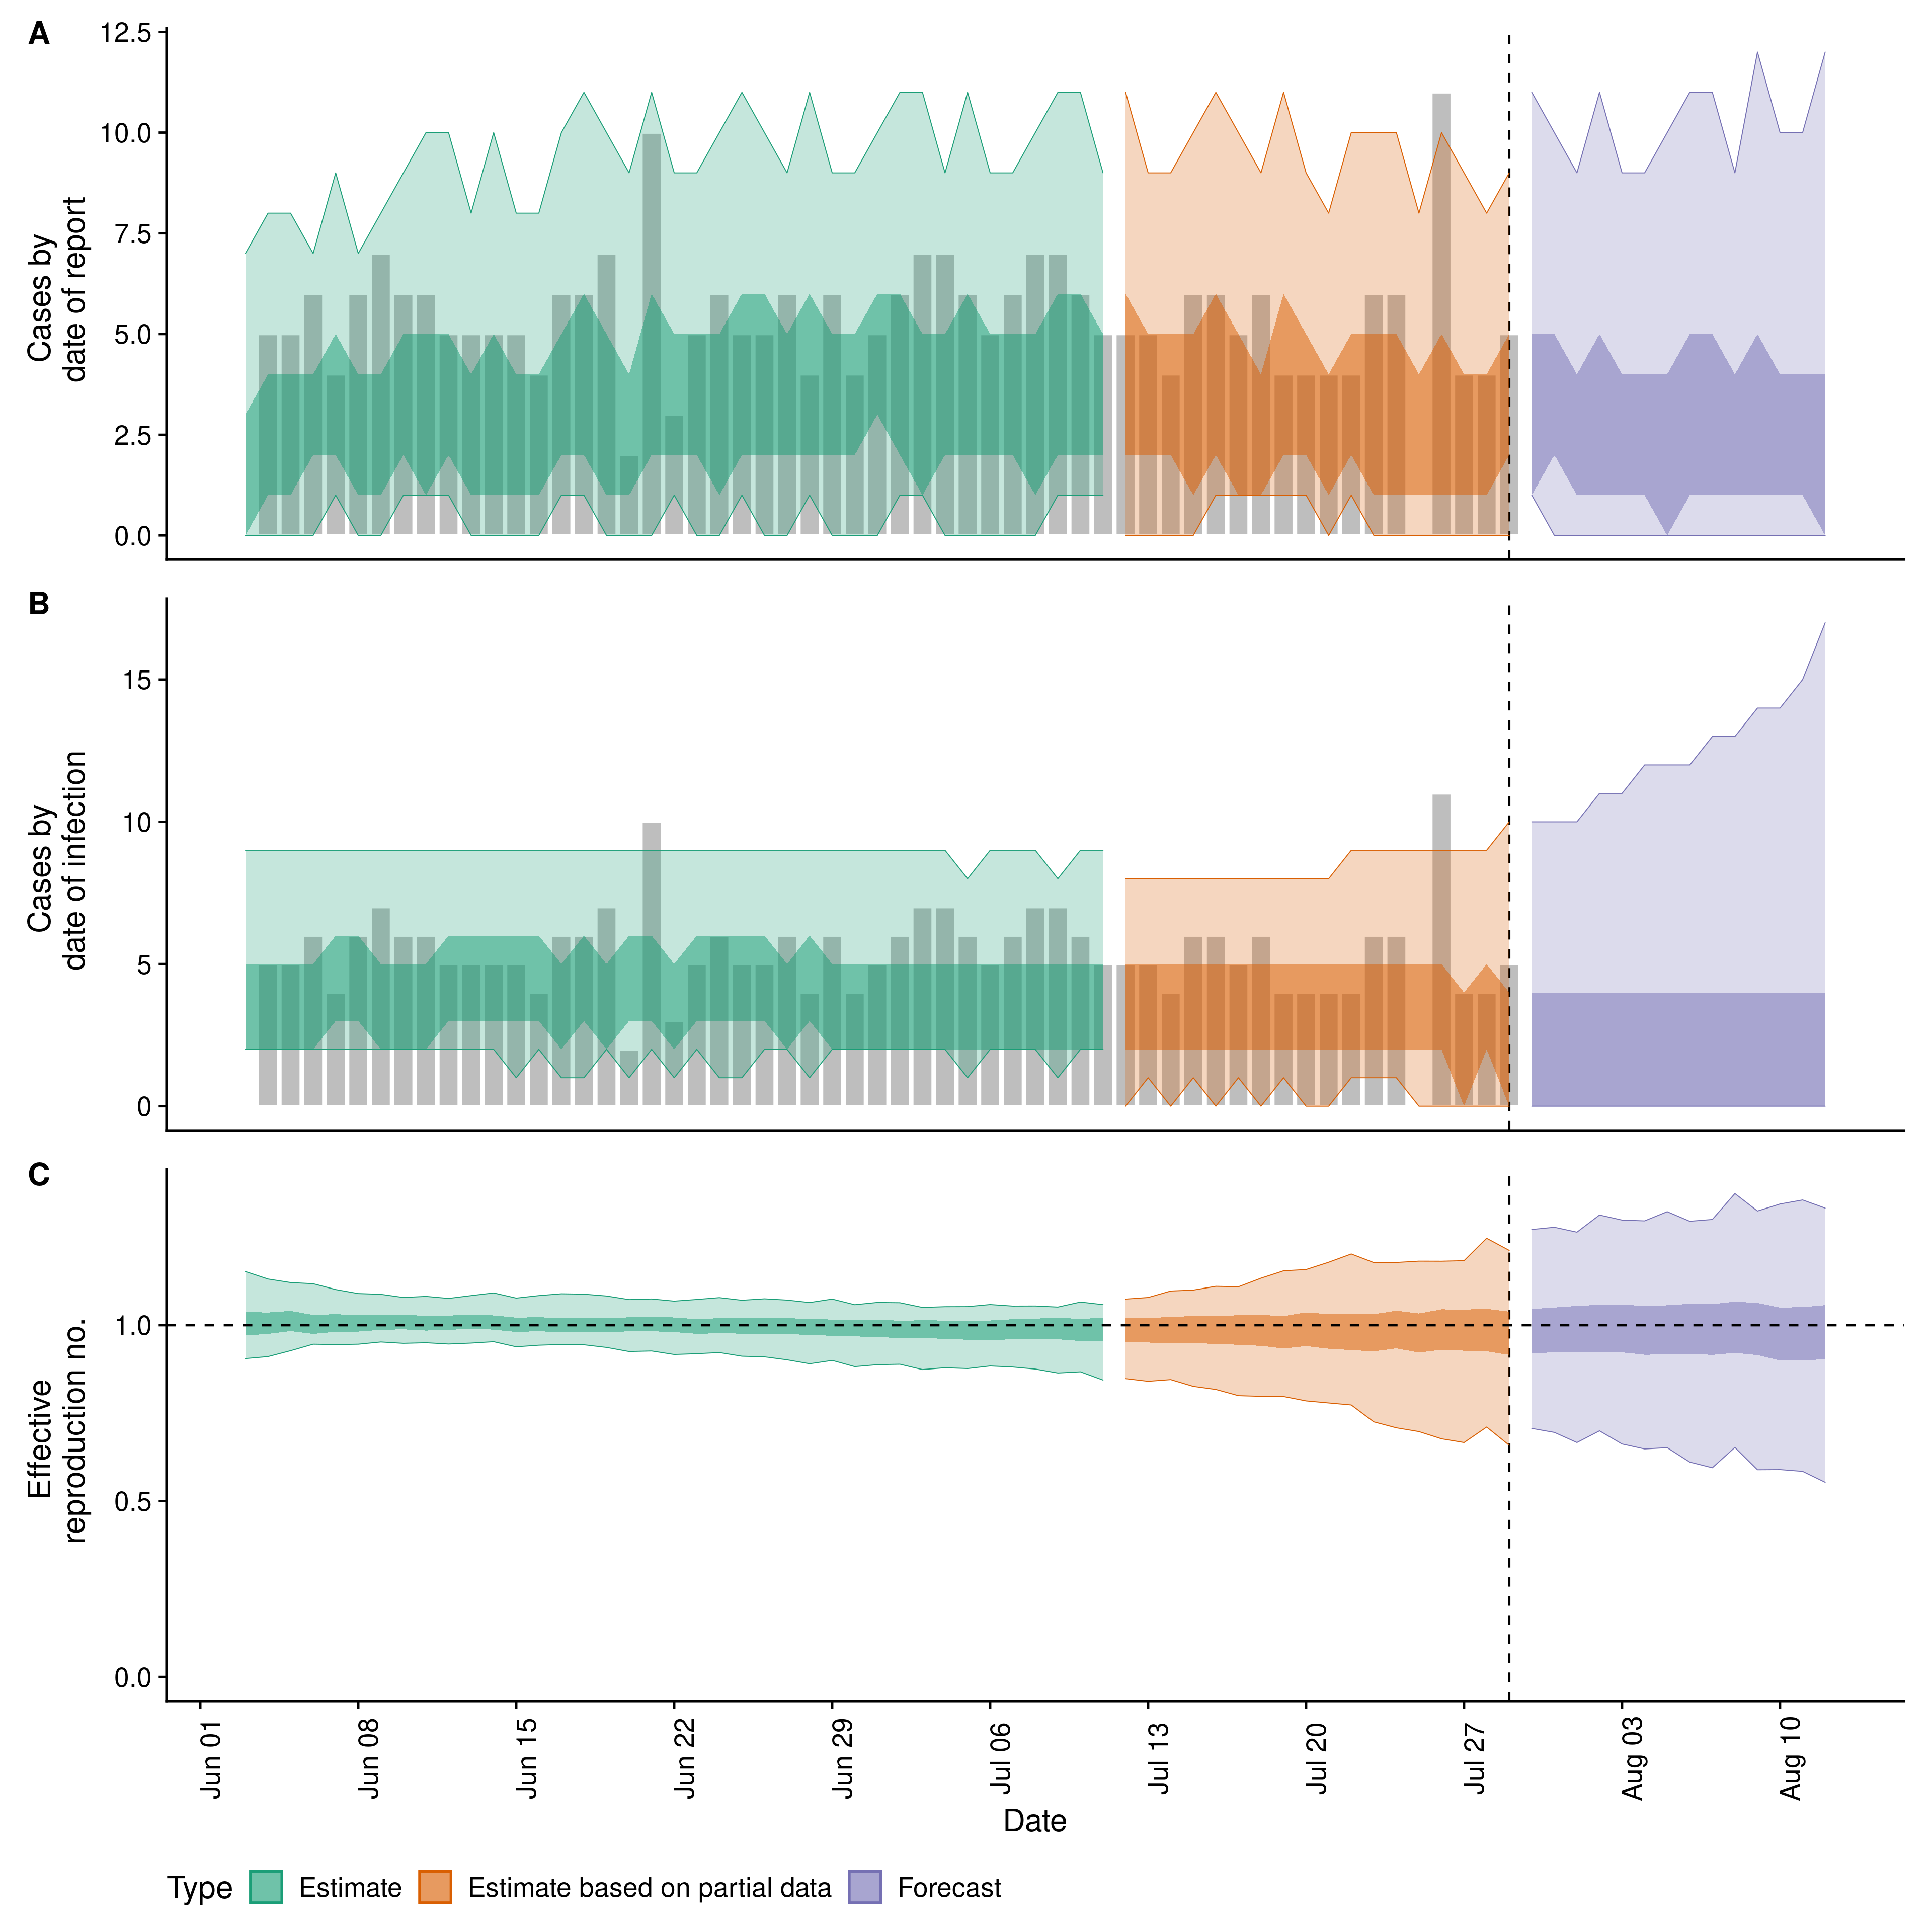 A
12.5
10.0
7.5
5.0
2.5
0.0
Cases by
date of report
B
15
10
5
0
Cases by
date of infection
C
1.0
0.5
0.0
Effective
reproduction no.
Jun 01
Jun 08
Jun 15
Jun 22
Jun 29
Jul 06
Jul 13
Jul 20
Jul 27
Aug 03
Aug 10
Date
Type Estimate Estimate based on partial data Forecast